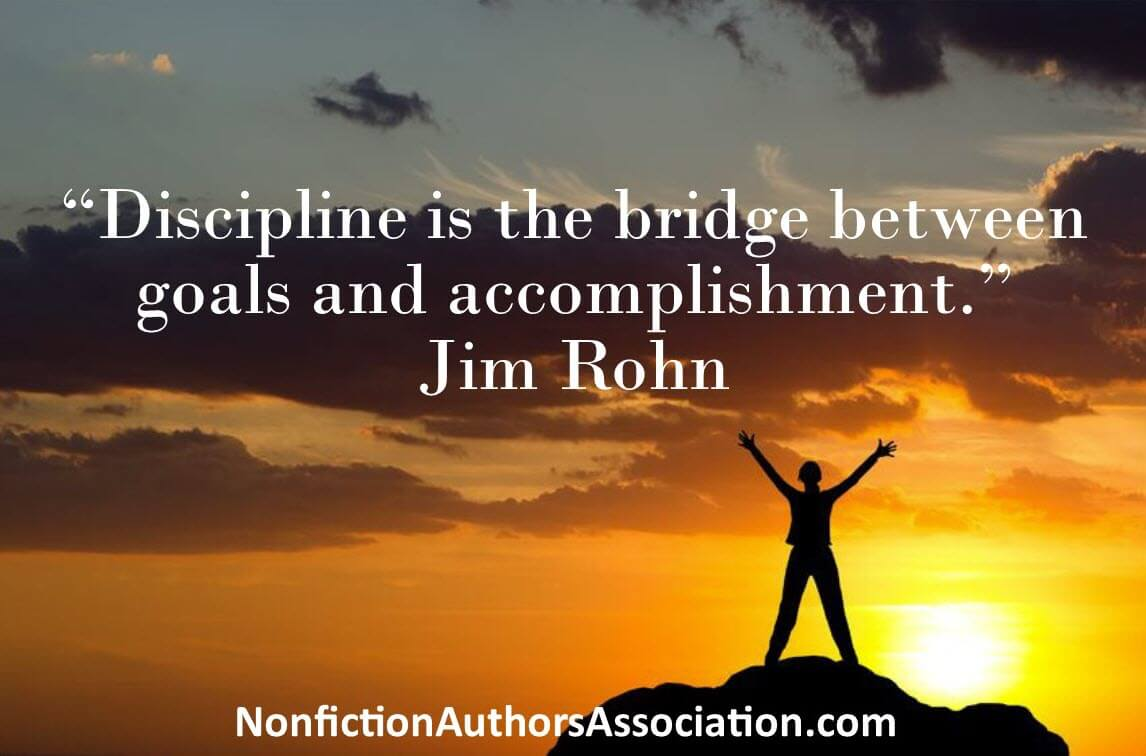 “Discipline is the bridge between
goals and accomplishment.”
Jim Rohn
NonfictionAuthorsAssociation.com